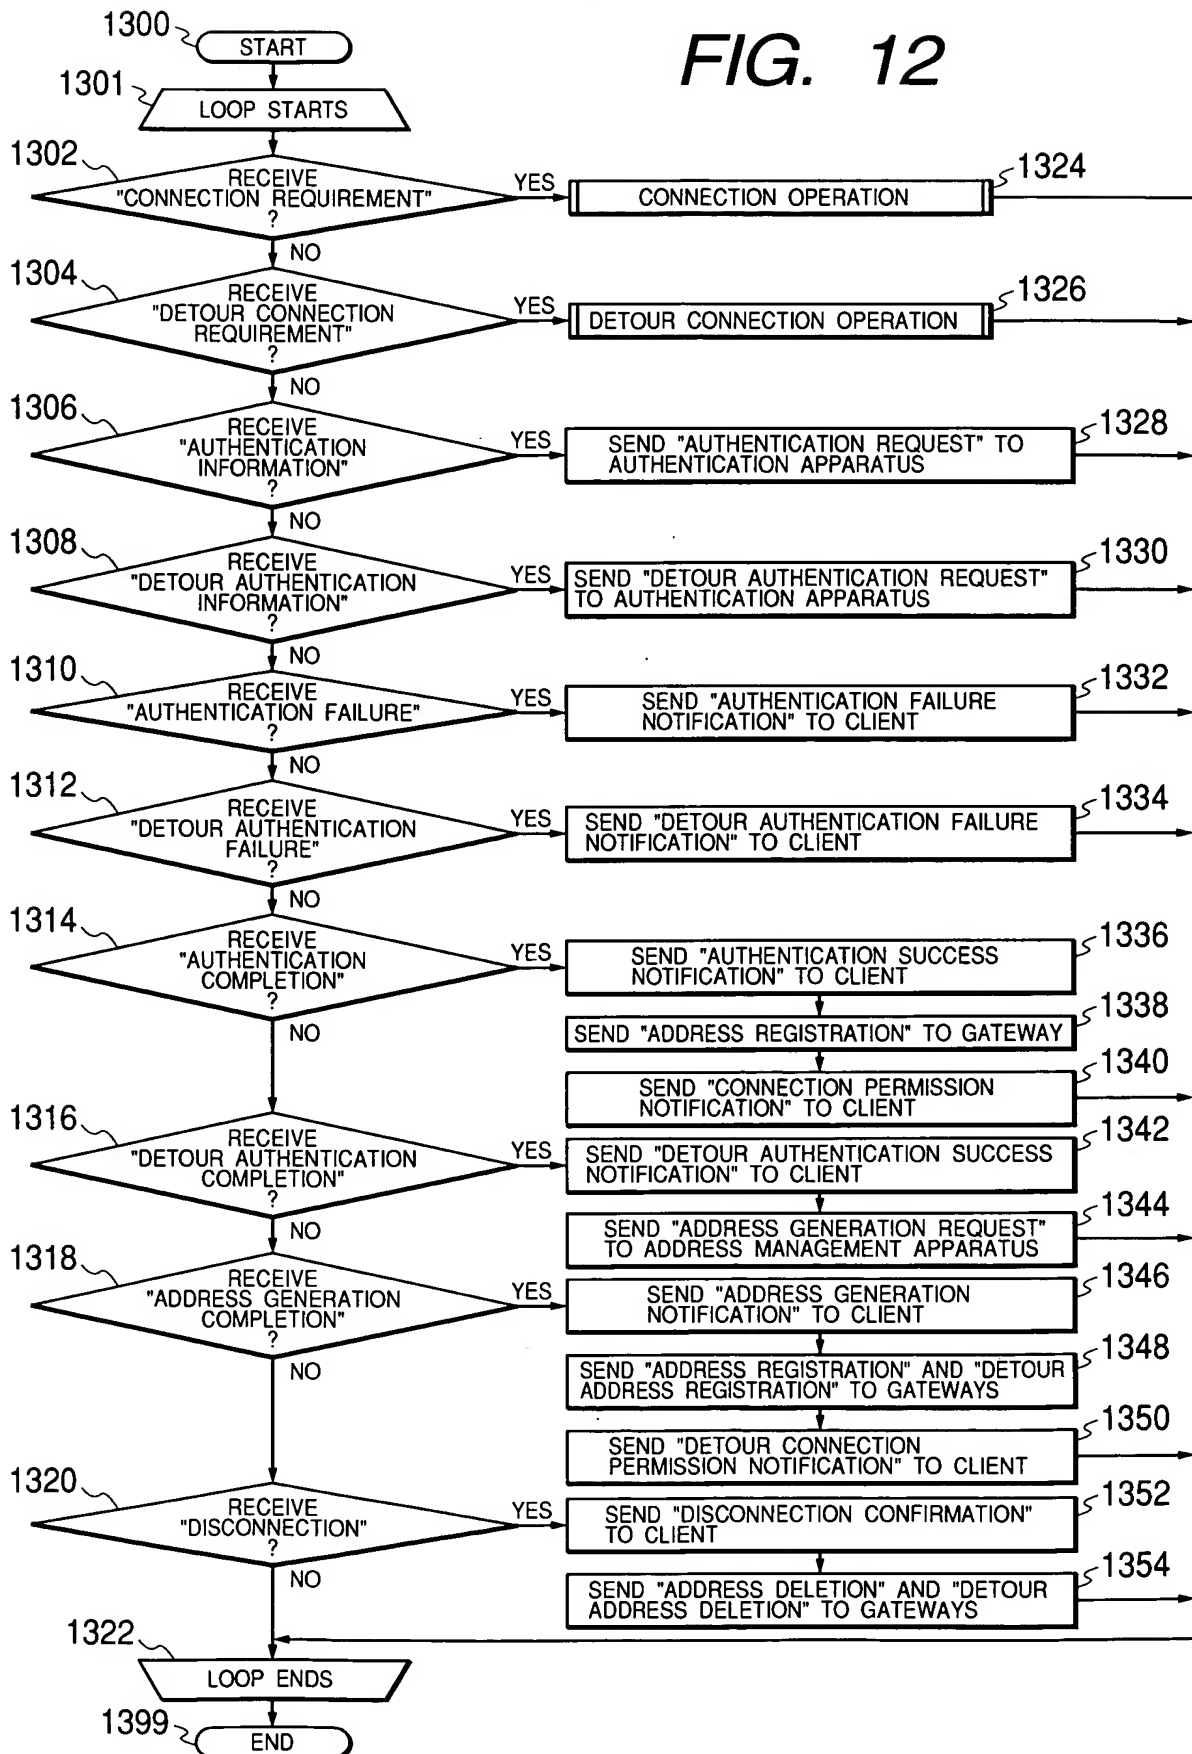 FIG. 12
1300
START
1301
LOOP STARTS
1302
RECEIVE
"CONNECTION REQUIREMENT"
?
YES
CONNECTION OPERATION
1324
NO
1304
RECEIVE
"DETOUR CONNECTION
REQUIREMENT"
?
YES
DETOUR CONNECTION OPERATION
1326
NO
1306
RECEIVE
"AUTHENTICATION
INFORMATION"
?
YES
SEND "AUTHENTICATION REQUEST" TO
AUTHENTICATION APPARATUS
1328
NO
1308
RECEIVE
"DETOUR AUTHENTICATION
INFORMATION"
?
YES
SEND "DETOUR AUTHENTICATION REQUEST"
TO AUTHENTICATION APPARATUS
1330
NO
1310
RECEIVE
"AUTHENTICATION FAILURE"
?
YES
SEND "AUTHENTICATION FAILURE
NOTIFICATION" TO CLIENT
1332
NO
1312
RECEIVE
"DETOUR AUTHENTICATION
FAILURE"
?
YES
SEND "DETOUR AUTHENTICATION FAILURE
NOTIFICATION" TO CLIENT
1334
NO
1314
RECEIVE
"AUTHENTICATION
COMPLETION"
?
YES
SEND "AUTHENTICATION SUCCESS
NOTIFICATION" TO CLIENT
1336
SEND "ADDRESS REGISTRATION" TO GATEWAY
1338
SEND "CONNECTION PERMISSION
NOTIFICATION" TO CLIENT
1340
NO
1316
RECEIVE
"DETOUR AUTHENTICATION
COMPLETION"
?
YES
SEND "DETOUR AUTHENTICATION SUCCESS
NOTIFICATION" TO CLIENT
1342
SEND "ADDRESS GENERATION REQUEST"
TO ADDRESS MANAGEMENT APPARATUS
1344
NO
1318
RECEIVE
"ADDRESS GENERATION
COMPLETION"
?
YES
SEND "ADDRESS GENERATION
NOTIFICATION" TO CLIENT
1346
SEND "ADDRESS REGISTRATION" AND "DETOUR
ADDRESS REGISTRATION" TO GATEWAYS
1348
SEND "DETOUR CONNECTION
PERMISSION NOTIFICATION" TO CLIENT
1350
NO
1320
RECEIVE
"DISCONNECTION"
?
YES
SEND "DISCONNECTION CONFIRMATION"
TO CLIENT
1352
SEND "ADDRESS DELETION" AND "DETOUR
ADDRESS DELETION" TO GATEWAYS
1354
NO
1322
LOOP ENDS
1399
END